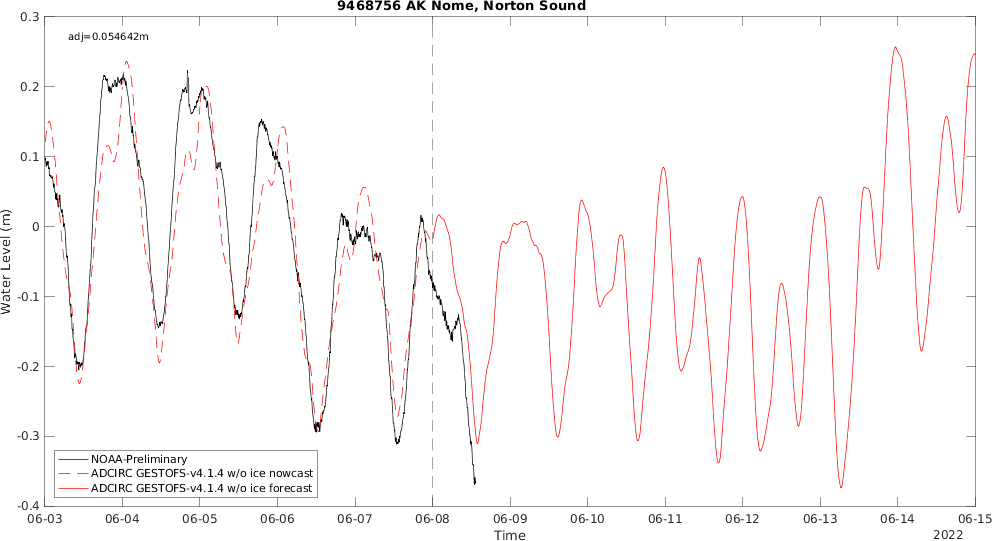 9468756 AK Nome, Norton Sound
adj=0.054642m
0.3
0.2
0.1
0
-0.1
-0.2
-0.3
-0.4
Water Level (m)
NOAA-Preliminary
ADCIRC GESTOFS-v4.1.4 w/o ice nowcast
ADCIRC GESTOFS-v4.1.4 w/o ice forecast
06-03 06-04 06-05 06-06 06-07 06-08 06-09 06-10 06-11 06-12 06-13 06-14 06-15
Time
2022